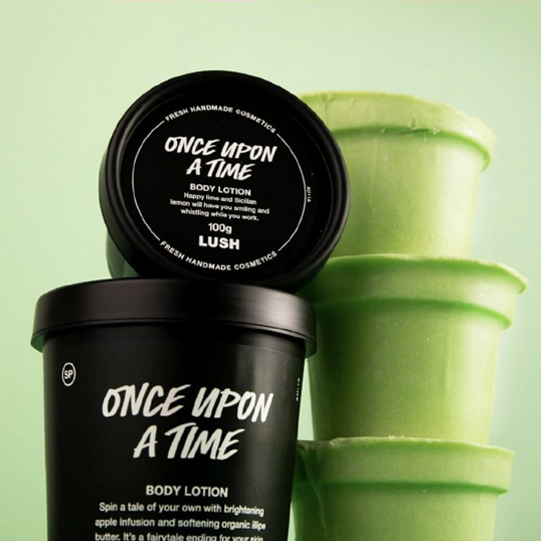 FRESH HANDMADE COSMETICS
ONCE UPON
A TIME
BODY LOTION
Happy lime and Sicilian
lemon will have you smiling and
whistling while you work.
100g
LUSH
FRESH HANDMADE COSMETICS
SP
ONCE UPON
A TIME
BODY LOTION
Spin a tale of your own with brightening
apple infusion and softening organic illipe
butter. It's a fairytale ending for your skin